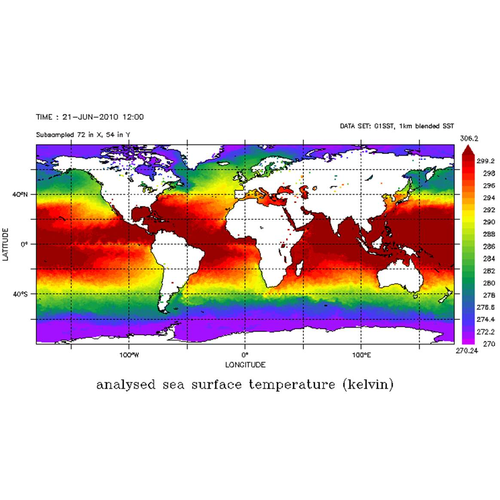 TIME : 21-JUN-2010 12:00
DATA SET: 01SST, 1km blended SST
Subsampled 72 in X, 54 in Y
306.2
299.2
298
296.
294
292.
290
288.
286
284.
282
280.
278
275.6
274.4
272.2
270
270.24
LATITUDE
40°N
0°
40°S
100°W
0°
100°E
LONGITUDE
analysed sea surface temperature (kelvin)